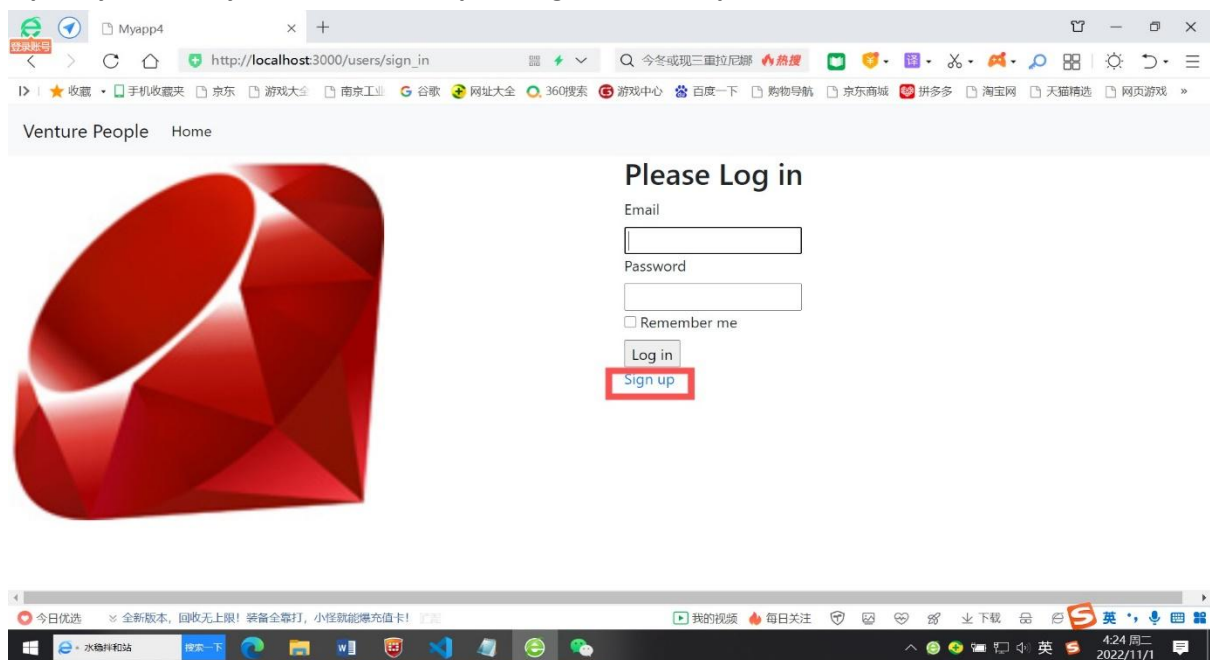 Myapp4
登录账号
http://localhost:3000/users/sign_in
今冬或现三重拉尼娜 热搜
译
收藏 手机收藏夹 京东 游戏大全 南京工业 谷歌 网址大全 360搜索 游戏中心 百度一下 购物导航 京东商城 拼多多 淘宝网 天猫精选 网页游戏 »
Venture People Home
Please Log in
Email
Password
Remember me
Log in
Sign up
今日优选 全新版本，回收无上限！装备全靠打，小怪就能爆充值卡！
我的视频 每日关注 下载 英
水稳拌和站 搜索一下 英 4:24 周二
2022/11/1